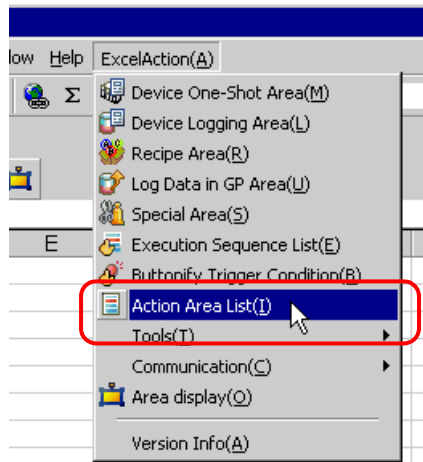 low Help ExcelAction(A)
Σ
Device One-Shot Area(M)
Device Logging Area(L)
Recipe Area(R)
Log Data in GP Area(U)
Special Area(S)
E
Execution Sequence List(E)
Buttonify Trigger Condition(B)
Action Area List(I)
Tools(T)
Communication(C)
Area display(O)
Version Info(A)